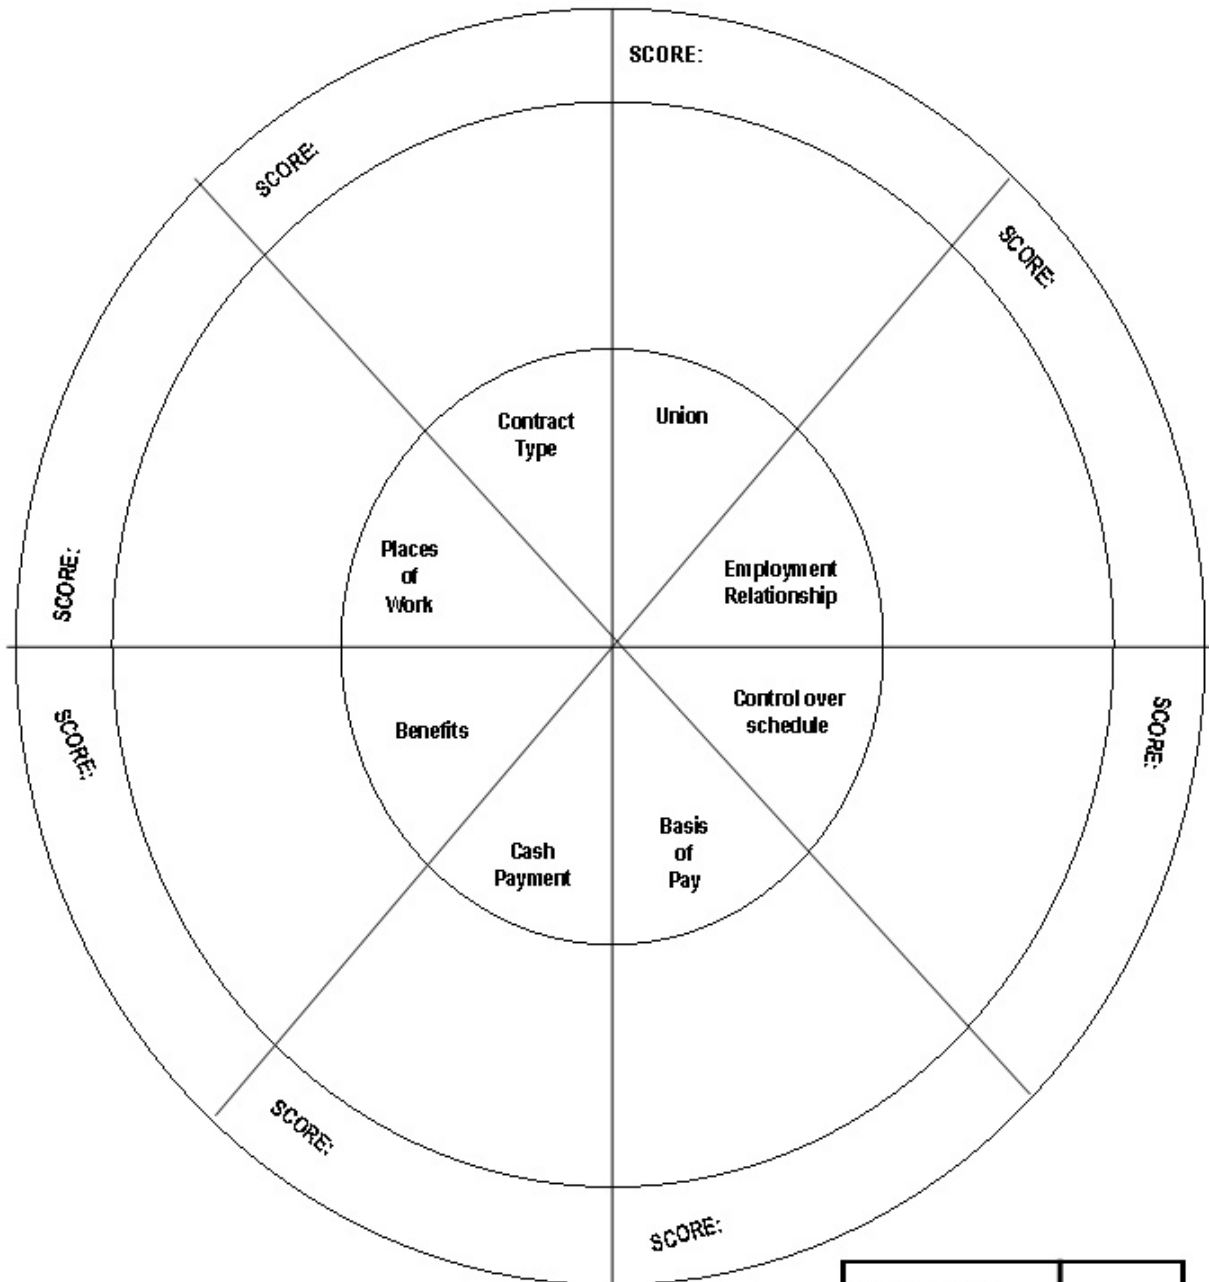 SCORE:
SCORE:
SCORE:
Contract
Type
Union
Places
of
Work
Employment
Relationship
SCORE:
Control over
schedule
Benefits
SCORE:
SCORE:
Basis
of
Pay
Cash
Payment
SCORE:
SCORE: